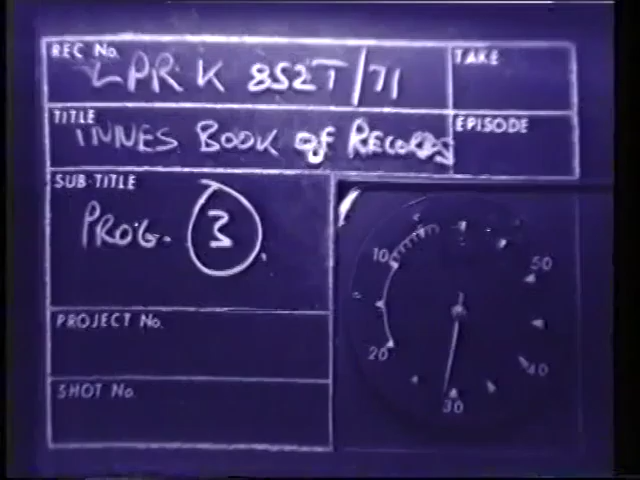 REC No.
LPR K 852T/71
TAKE
TITLE
INNES BOOK of RECORDS
EPISODE
SUB-TITLE
PROG. 3
PROJECT No.
SHOT No.
10
20
30
40
50